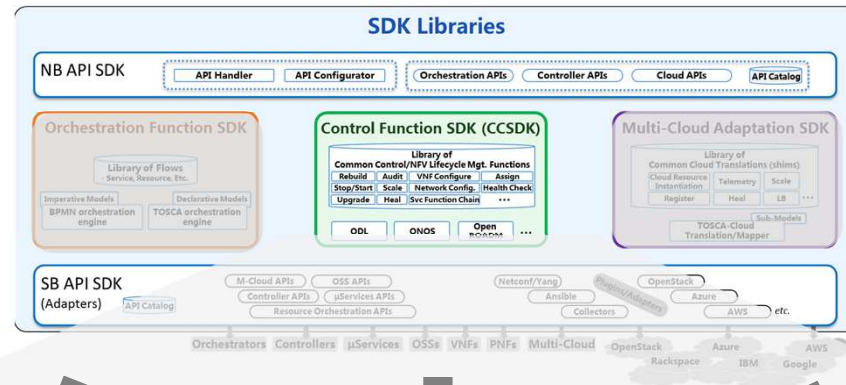 SDK Libraries
NB API SDK
API Handler
API Configurator
Orchestration APIs
Controller APIs
Cloud APIs
API Catalog
Orchestration Function SDK
Library of Flows
- Service, Resource, Etc.
Imperative Models
Declarative Models
BPMN orchestration
engine
TOSCA orchestration
engine
Control Function SDK (CCSDK)
Library of
Common Control/NFV Lifecycle Mgt. Functions
Rebuild Audit VNF Configure Assign
Stop/Start Scale Network Config. Health Check
Upgrade Heal Svc Function Chain ...
ODL
ONOS
Open
ROADM
...
Multi-Cloud Adaptation SDK
Library of
Common Cloud Translations (shims)
Cloud Resource
Instantiation
Telemetry
Scale
Register
Heal
LB
...
Sub-Models
TOSCA-Cloud
Translation/Mapper
SB API SDK
(Adapters)
API Catalog
M-Cloud APIs
OSS APIs
Controller APIs
μServices APIs
Resource Orchestration APIs
Netconf/Yang
Ansible
Collectors
Plugins/Adapters
OpenStack
Azure
AWS
etc.
Orchestrators Controllers μServices OSSs VNFs PNFs Multi-Cloud
OpenStack
Azure
AWS
Rackspace
IBM
Google